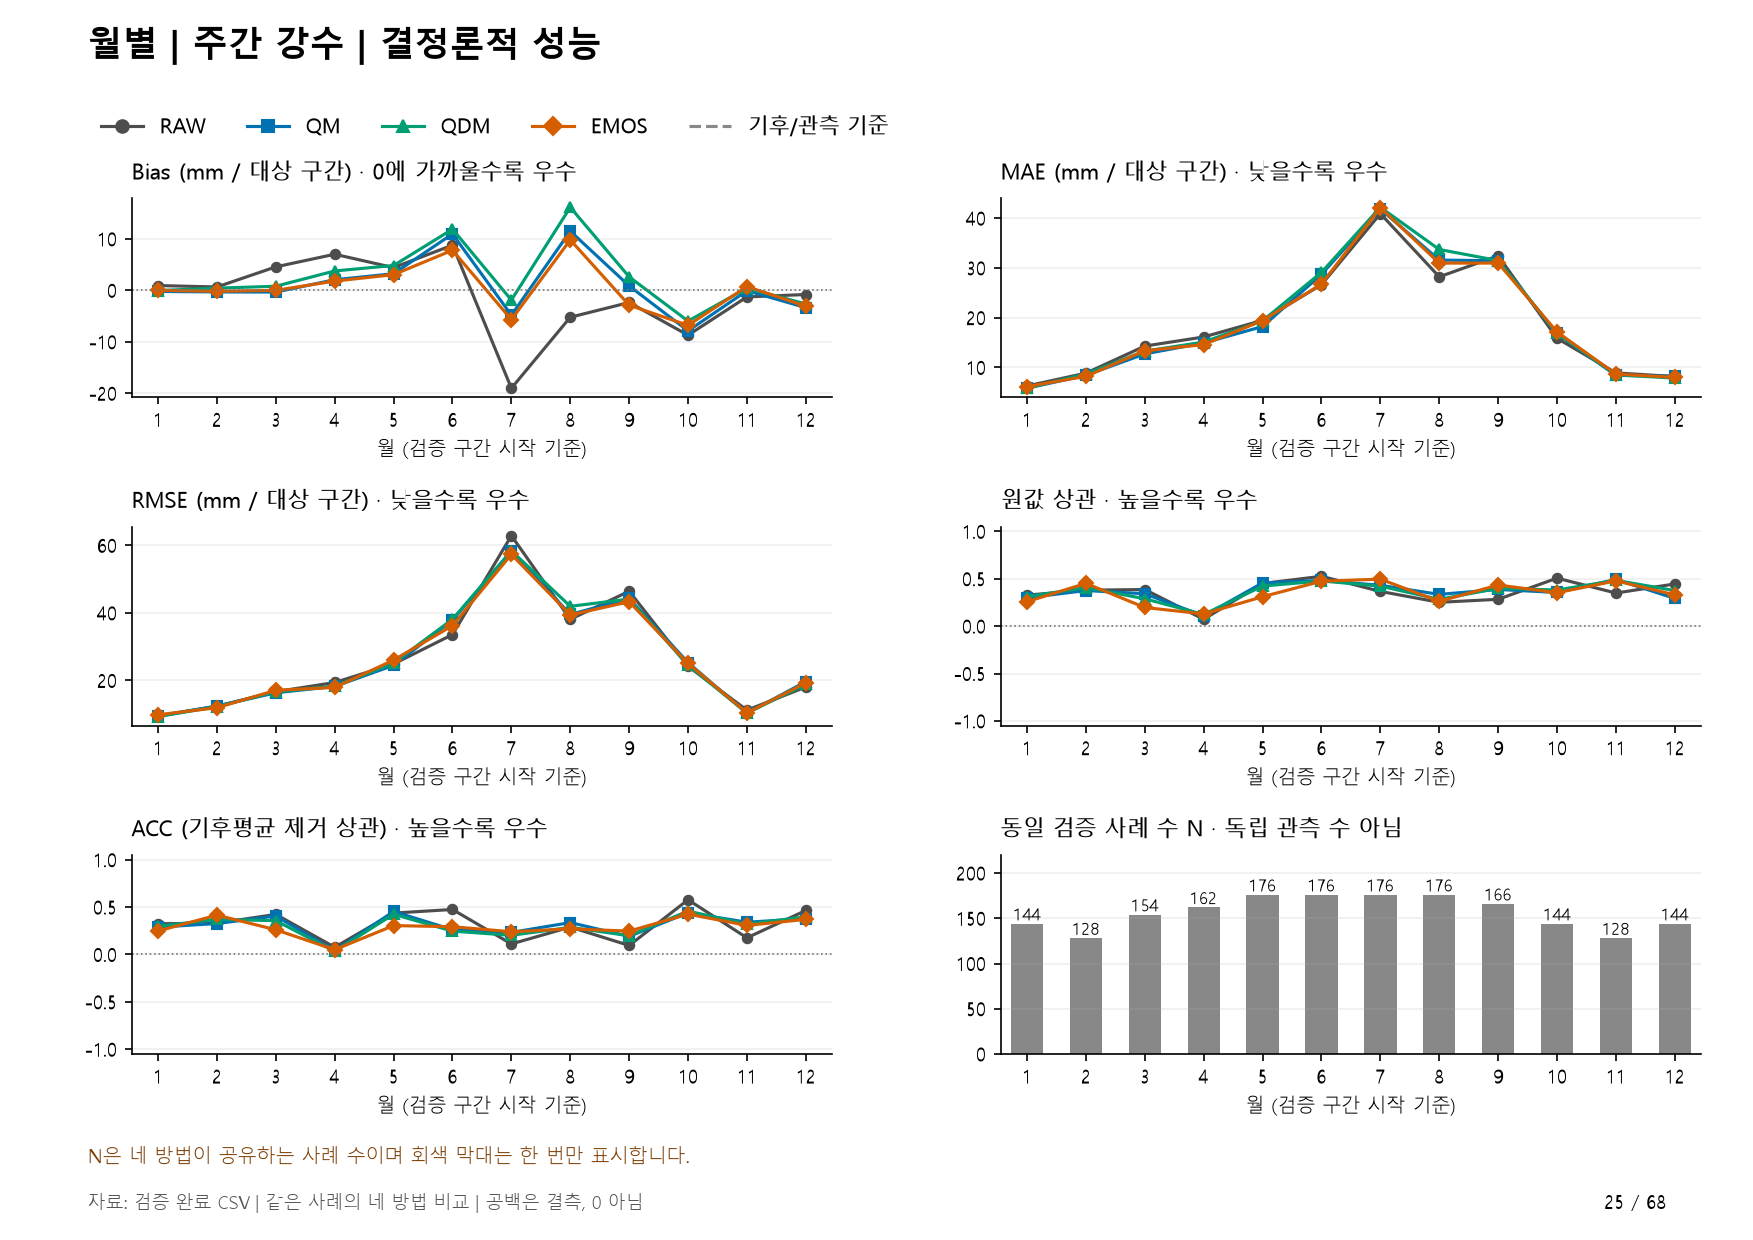 월별 | 주간 강수 | 결정론적 성능
RAW QM QDM EMOS 기후/관측 기준
Bias (mm / 대상 구간) · 0에 가까울수록 우수
10
0
-10
-20
1 2 3 4 5 6 7 8 9 10 11 12
월 (검증 구간 시작 기준)
MAE (mm / 대상 구간) · 낮을수록 우수
40
30
20
10
1 2 3 4 5 6 7 8 9 10 11 12
월 (검증 구간 시작 기준)
RMSE (mm / 대상 구간) · 낮을수록 우수
60
40
20
1 2 3 4 5 6 7 8 9 10 11 12
월 (검증 구간 시작 기준)
원값 상관 · 높을수록 우수
1.0
0.5
0.0
-0.5
-1.0
1 2 3 4 5 6 7 8 9 10 11 12
월 (검증 구간 시작 기준)
ACC (기후평균 제거 상관) · 높을수록 우수
1.0
0.5
0.0
-0.5
-1.0
1 2 3 4 5 6 7 8 9 10 11 12
월 (검증 구간 시작 기준)
동일 검증 사례 수 N · 독립 관측 수 아님
200
150
100
50
0
144 128 154 162 176 176 176 176 166 144 128 144
1 2 3 4 5 6 7 8 9 10 11 12
월 (검증 구간 시작 기준)
N은 네 방법이 공유하는 사례 수이며 회색 막대는 한 번만 표시합니다.
자료: 검증 완료 CSV | 같은 사례의 네 방법 비교 | 공백은 결측, 0 아님
25 / 68